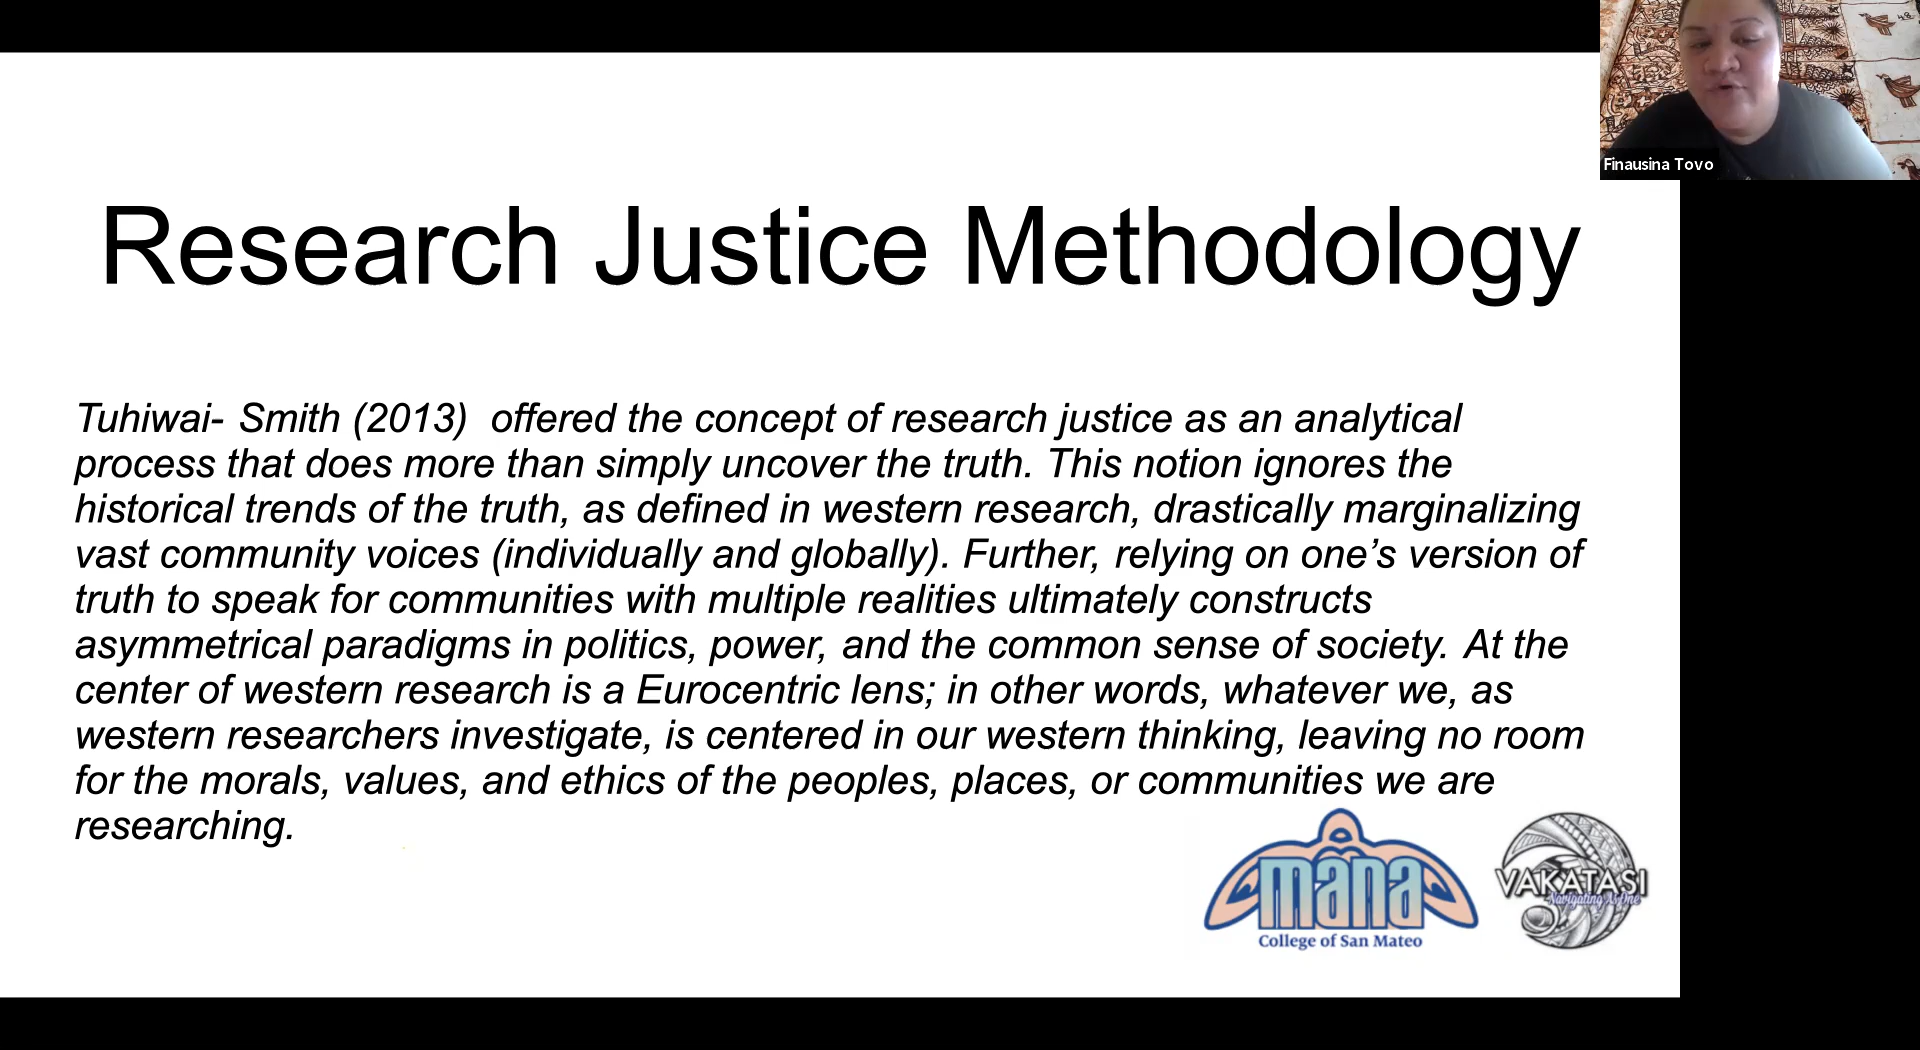 Finausina Tovo
Research Justice Methodology
Tuhiwai- Smith (2013)  offered the concept of research justice as an analytical
process that does more than simply uncover the truth. This notion ignores the
historical trends of the truth, as defined in western research, drastically marginalizing
vast community voices (individually and globally). Further, relying on one’s version of
truth to speak for communities with multiple realities ultimately constructs
asymmetrical paradigms in politics, power, and the common sense of society. At the
center of western research is a Eurocentric lens; in other words, whatever we, as
western researchers investigate, is centered in our western thinking, leaving no room
for the morals, values, and ethics of the peoples, places, or communities we are
researching.
mana
College of San Mateo
VAKATASI
Navigating As One